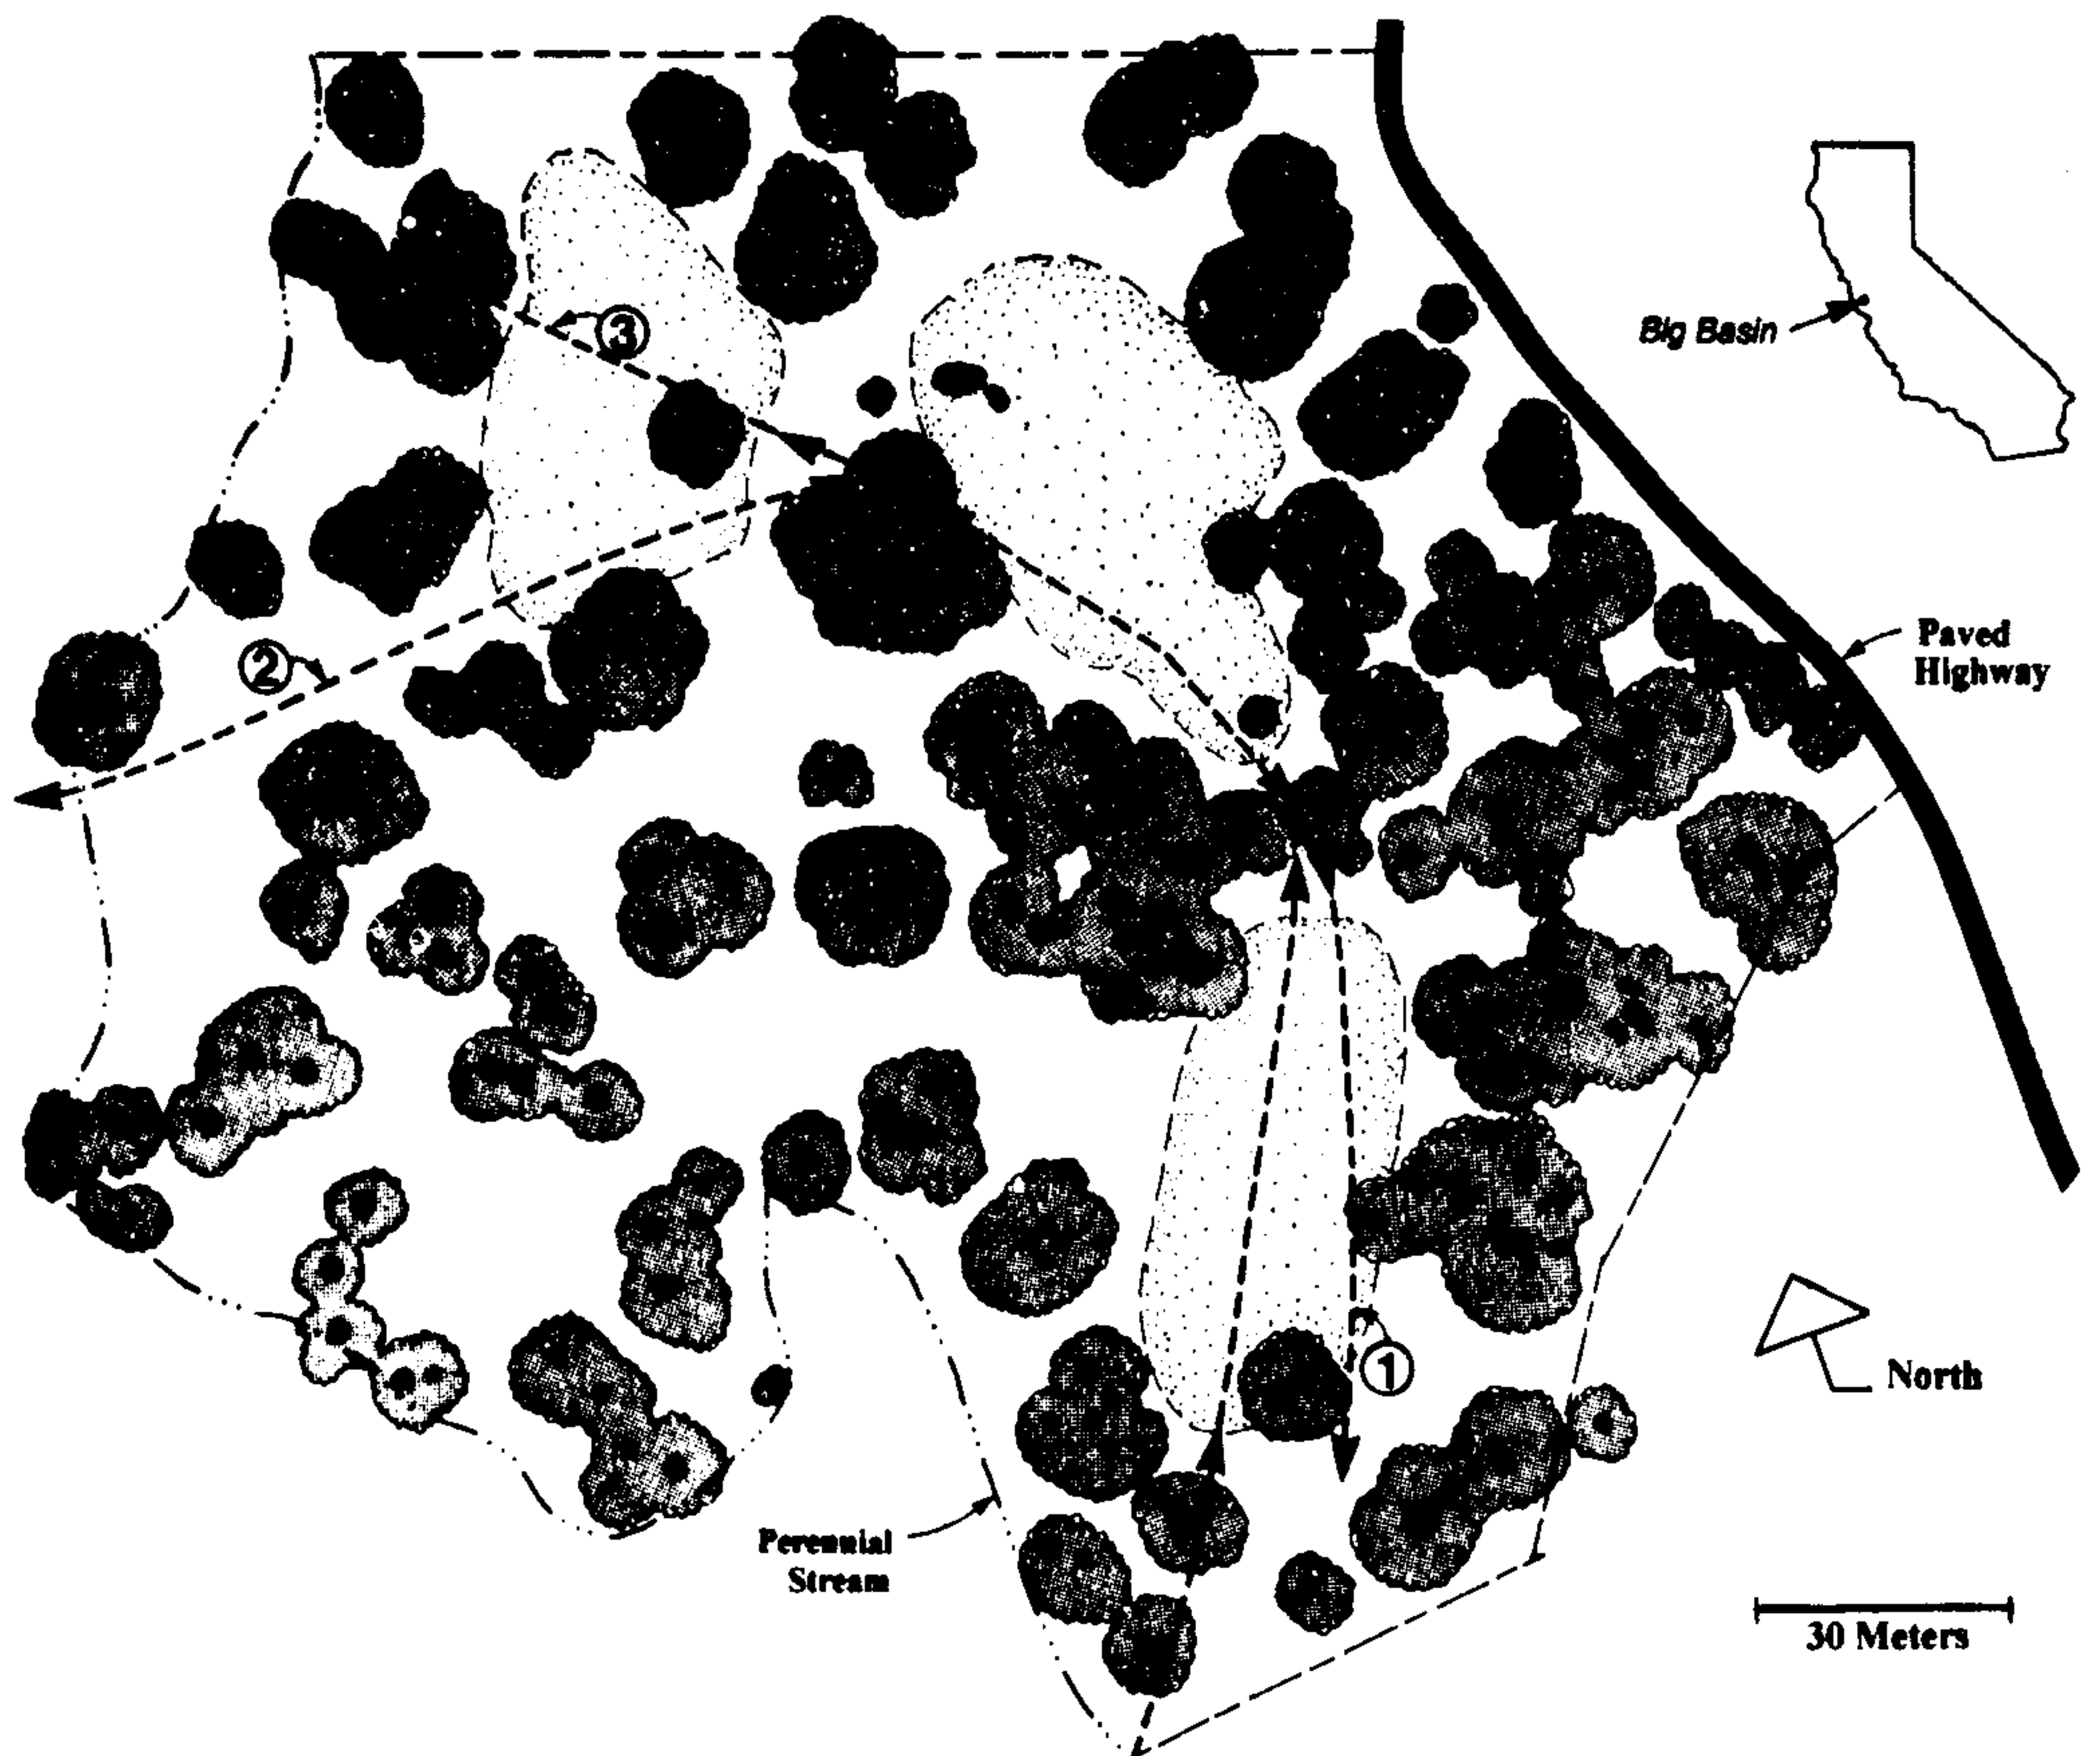 Big Basin
③
②
Paved
Highway
①
North
Perennial
Stream
30 Meters